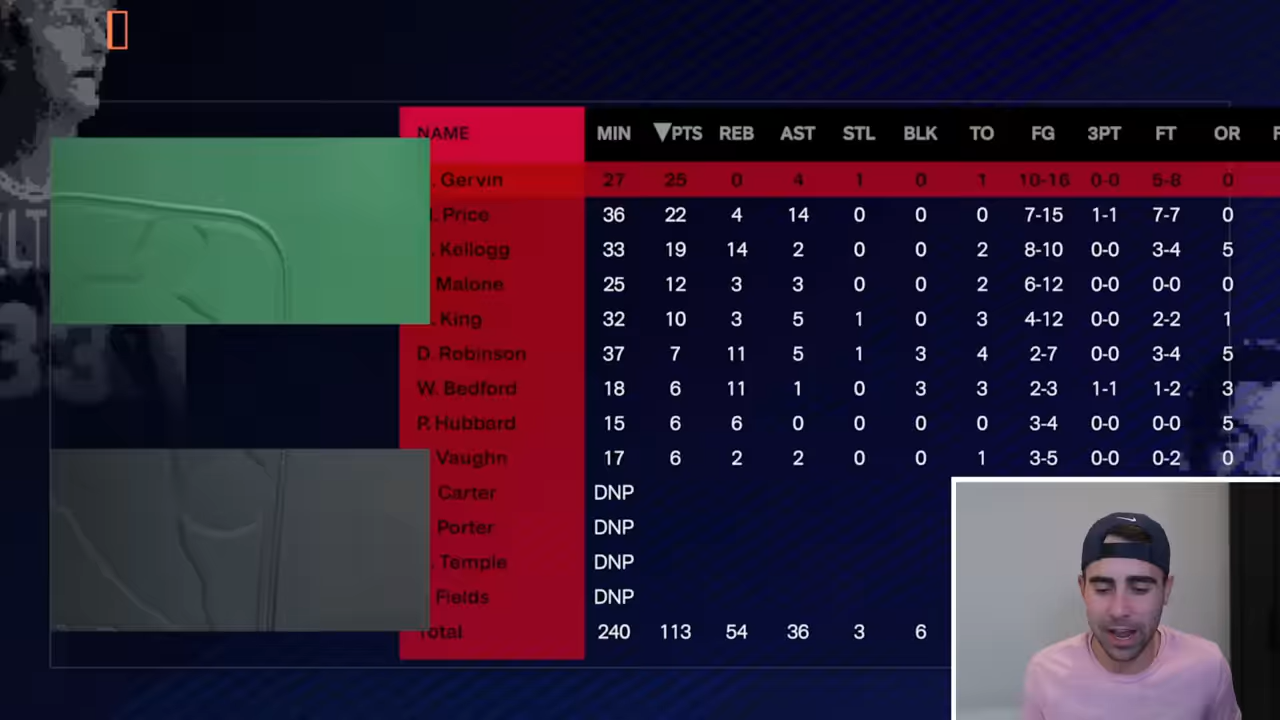 NAME MIN ▼PTS REB AST STL BLK TO FG 3PT FT OR
. Gervin 27 25 0 4 1 0 1 10-16 0-0 5-8 0
. Price 36 22 4 14 0 0 0 7-15 1-1 7-7 0
. Kellogg 33 19 14 2 0 0 2 8-10 0-0 3-4 5
Malone 25 12 3 3 0 0 2 6-12 0-0 0-0 0
. King 32 10 3 5 1 0 3 4-12 0-0 2-2 1
D. Robinson 37 7 11 5 1 3 4 2-7 0-0 3-4 5
W. Bedford 18 6 11 1 0 3 3 2-3 1-1 1-2 3
P. Hubbard 15 6 6 0 0 0 0 3-4 0-0 0-0 5
Vaughn 17 6 2 2 0 0 1 3-5 0-0 0-2 0
Carter DNP
Porter DNP
. Temple DNP
Fields DNP
Total 240 113 54 36 3 6
33